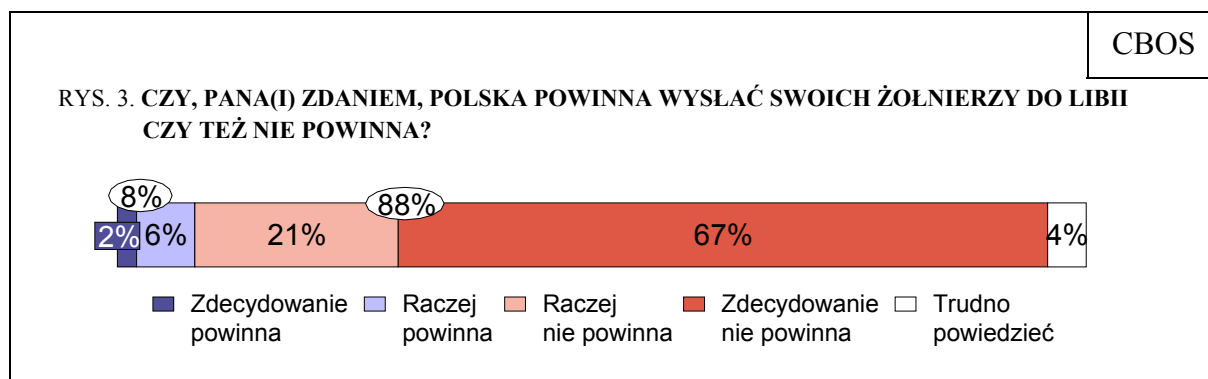 CBOS
RYS. 3. CZY, PANA(I) ZDANIEM, POLSKA POWINNA WYSŁAĆ SWOICH ŻOŁNIERZY DO LIBII
CZY TEŻ NIE POWINNA?
8%
88%
2% 6% 21% 67% 4%
Zdecydowanie powinna
Raczej powinna
Raczej nie powinna
Zdecydowanie nie powinna
Trudno powiedzieć